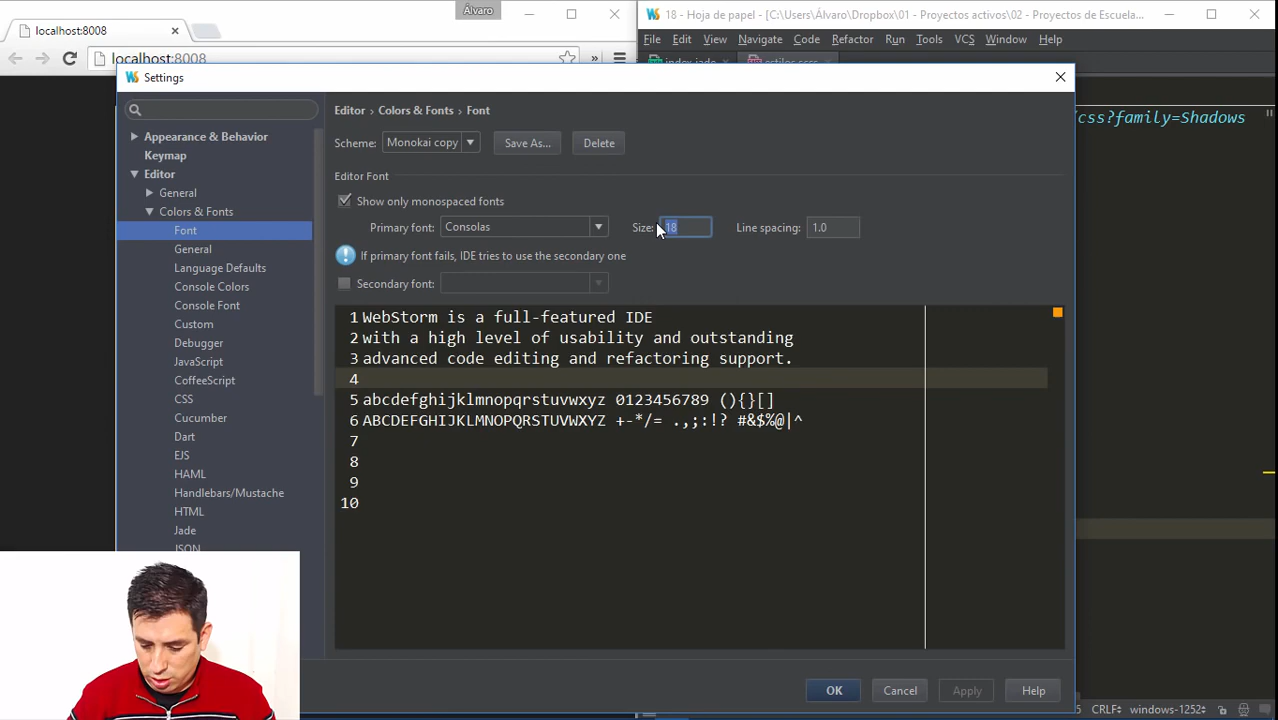 Álvaro
localhost:8008
18 - Hoja de papel - [C:\Users\Álvaro\Dropbox\01 - Proyectos activos\02 - Proyectos de Escuela...
localhost:8008
»
File Edit View Navigate Code Refactor Run Tools VCS Window Help
index.jade estilos.scss
Settings
/css?family=Shadows "
Editor › Colors & Fonts › Font
Appearance & Behavior
Keymap
Editor
General
Colors & Fonts
Font
General
Language Defaults
Console Colors
Console Font
Custom
Debugger
JavaScript
CoffeeScript
CSS
Cucumber
Dart
EJS
HAML
Handlebars/Mustache
HTML
Jade
JSON
Scheme: Monokai copy Save As... Delete
Editor Font
Show only monospaced fonts
Primary font: Consolas Size: 18 Line spacing: 1.0
If primary font fails, IDE tries to use the secondary one
Secondary font:
1 WebStorm is a full-featured IDE
2 with a high level of usability and outstanding
3 advanced code editing and refactoring support.
4
5 abcdefghijklmnopqrstuvwxyz 0123456789 (){}[]
6 ABCDEFGHIJKLMNOPQRSTUVWXYZ +-*/= .,;:!? #&$%@|^
7
8
9
10
OK Cancel Apply Help
5 CRLF÷ windows-1252÷